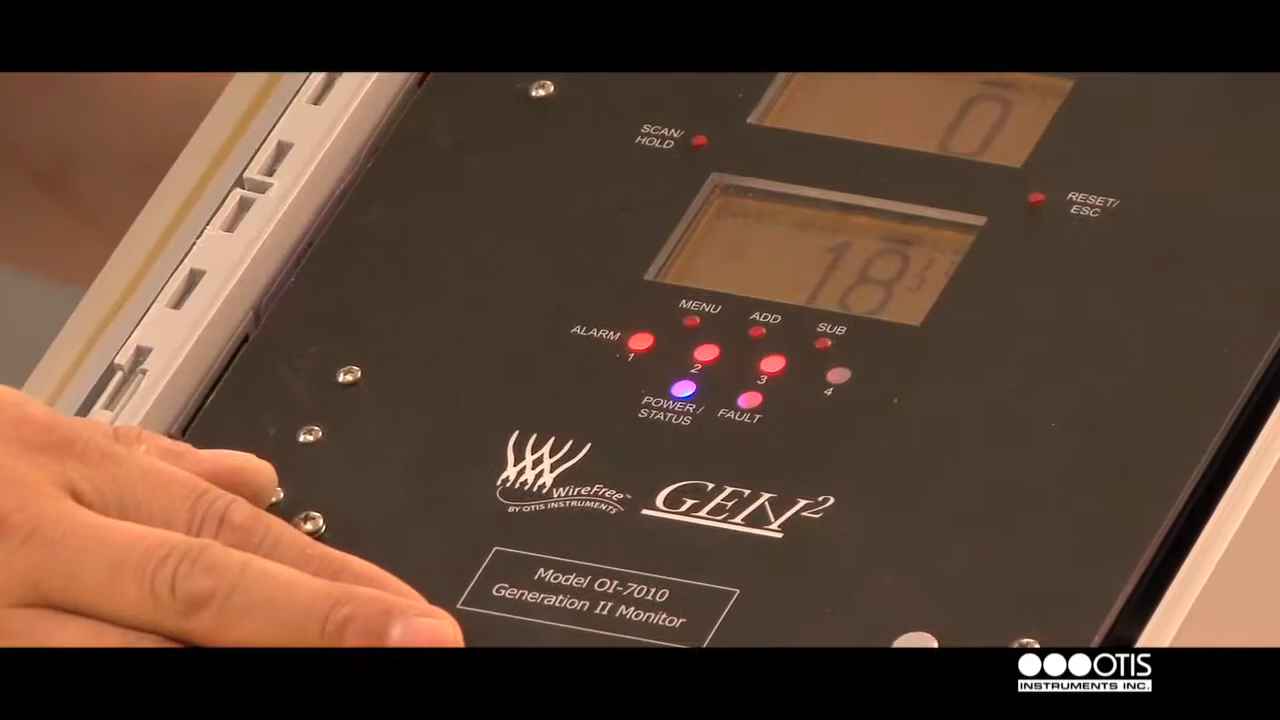 0
SCAN/
HOLD
RESET/
ESC
18
MENU
ADD
SUB
ALARM
1
2
3
4
POWER/
STATUS
FAULT
WireFree™
BY OTIS INSTRUMENTS
GEN²
Model OI-7010
Generation II Monitor
OTIS
INSTRUMENTS INC.